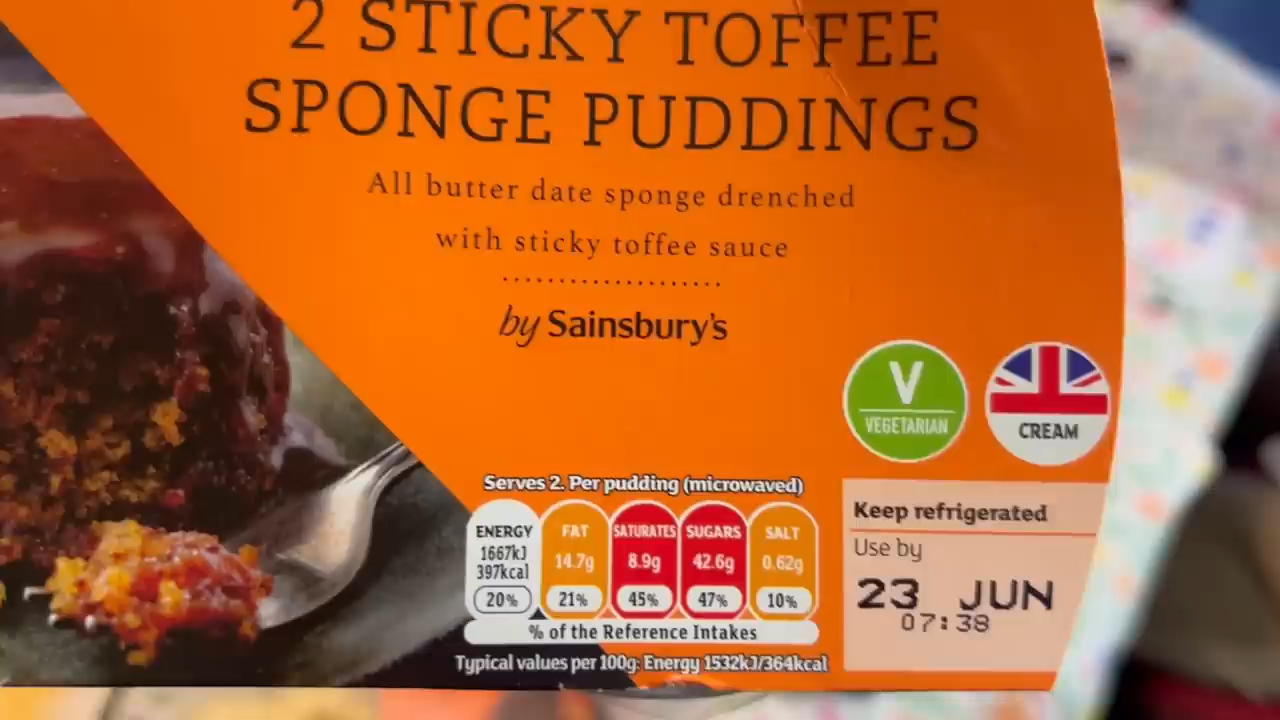 2 STICKY TOFFEE
SPONGE PUDDINGS
All butter date sponge drenched
with sticky toffee sauce
by Sainsbury's
V
VEGETARIAN
CREAM
Serves 2. Per pudding (microwaved)
ENERGY FAT SATURATES SUGARS SALT
1667kJ
397kcal 14.7g 8.9g 42.6g 0.62g
20% 21% 45% 47% 10%
% of the Reference Intakes
Typical values per 100g: Energy 1532kJ/364kcal
Keep refrigerated
Use by
23 JUN
07:38